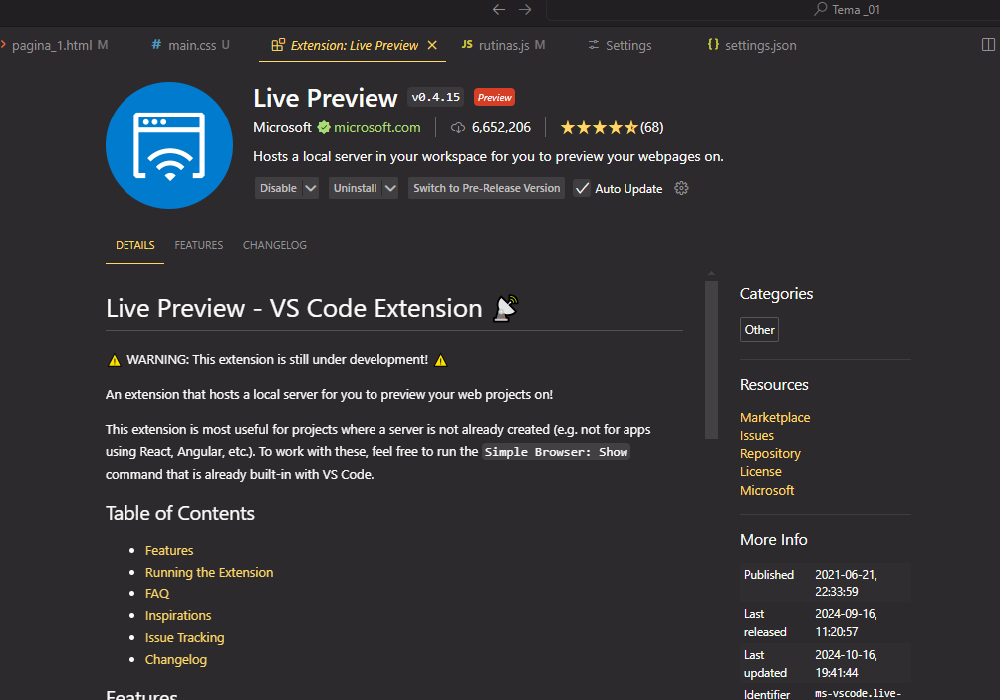 Tema _01
pagina_1.html M
# main.css U
Extension: Live Preview
JS rutinas.js M
Settings
{} settings.json
Live Preview v0.4.15 Preview
Microsoft microsoft.com 6,652,206 (68)
Hosts a local server in your workspace for you to preview your webpages on.
Disable Uninstall Switch to Pre-Release Version Auto Update
DETAILS FEATURES CHANGELOG
Live Preview - VS Code Extension
WARNING: This extension is still under development!
An extension that hosts a local server for you to preview your web projects on!
This extension is most useful for projects where a server is not already created (e.g. not for apps
using React, Angular, etc.). To work with these, feel free to run the Simple Browser: Show
command that is already built-in with VS Code.
Table of Contents
Features
Running the Extension
FAQ
Inspirations
Issue Tracking
Changelog
Features
Categories
Other
Resources
Marketplace
Issues
Repository
License
Microsoft
More Info
Published 2021-06-21,
22:33:59
Last 2024-09-16,
released 11:20:57
Last 2024-10-16,
updated 19:41:44
Identifier ms-vscode.live-